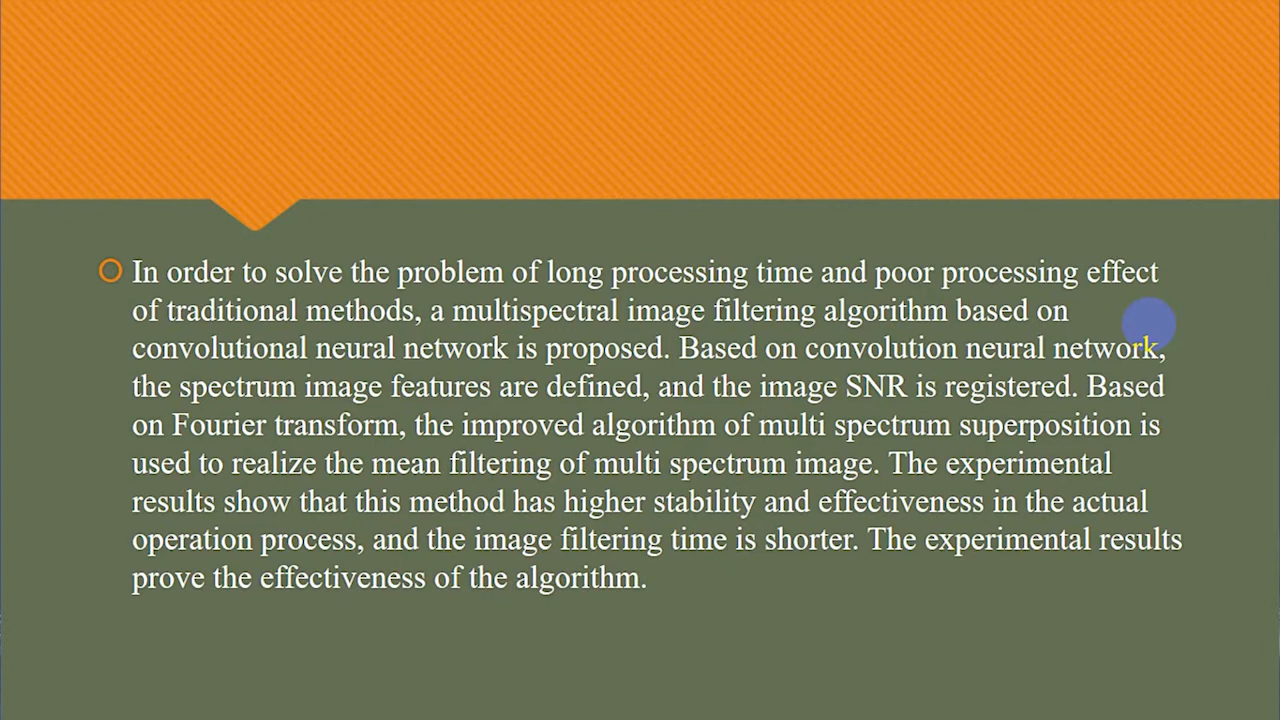 In order to solve the problem of long processing time and poor processing effect
of traditional methods, a multispectral image filtering algorithm based on
convolutional neural network is proposed. Based on convolution neural network,
the spectrum image features are defined, and the image SNR is registered. Based
on Fourier transform, the improved algorithm of multi spectrum superposition is
used to realize the mean filtering of multi spectrum image. The experimental
results show that this method has higher stability and effectiveness in the actual
operation process, and the image filtering time is shorter. The experimental results
prove the effectiveness of the algorithm.